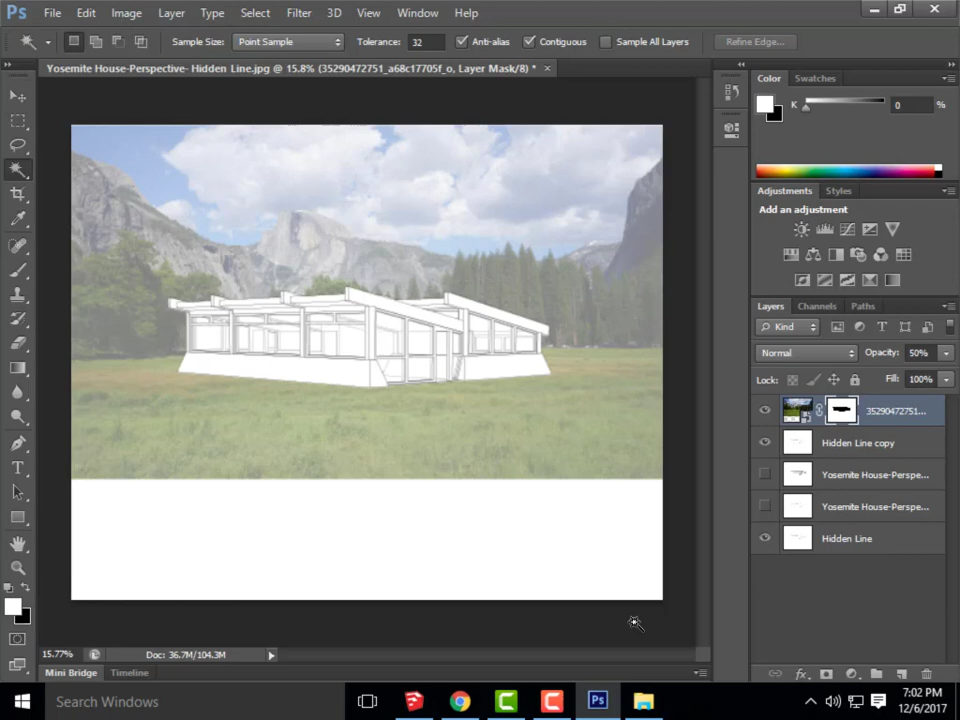 Ps File Edit Image Layer Type Select Filter 3D View Window Help
Sample Size: Point Sample Tolerance: 32 Anti-alias Contiguous Sample All Layers Refine Edge...
Yosemite House-Perspective- Hidden Line.jpg @ 15.8% (35290472751_a68c17705f_o, Layer Mask/8) * ×
Color Swatches
K 0 %
Adjustments Styles
Add an adjustment
Layers Channels Paths
Kind
Normal Opacity: 50%
Lock: Fill: 100%
35290472751...
Hidden Line copy
Yosemite House-Perspe...
Yosemite House-Perspe...
Hidden Line
15.77% Doc: 36.7M/104.3M
Mini Bridge Timeline
fx
Search Windows
Ps
7:02 PM
12/6/2017